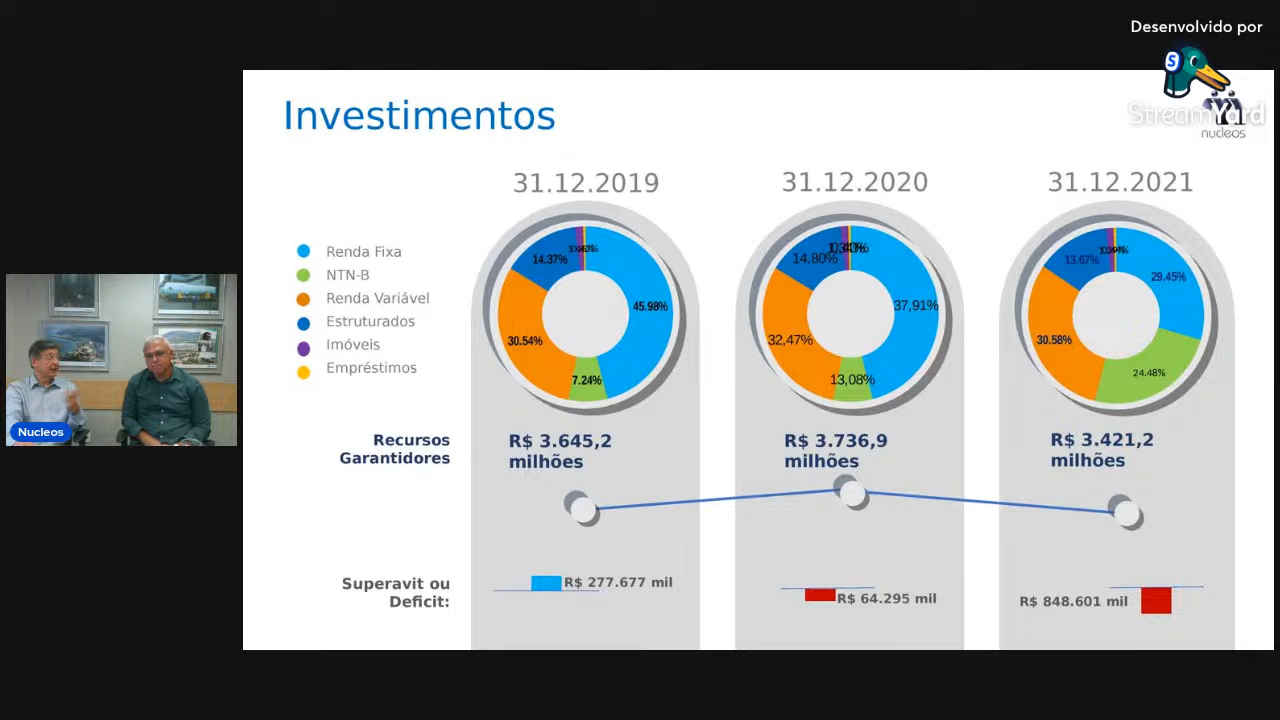 Desenvolvido por
StreamYard
nucleos
Investimentos
31.12.2019
31.12.2020
31.12.2021
Renda Fixa
NTN-B
Renda Variável
Estruturados
Imóveis
Empréstimos
14.37%
45.98%
30.54%
7.24%
14,80%
37,91%
32,47%
13,08%
13.67%
29.45%
30.58%
24.48%
Nucleos
Recursos
Garantidores
R$ 3.645,2
milhões
R$ 3.736,9
milhões
R$ 3.421,2
milhões
Superavit ou
Deficit:
R$ 277.677 mil
R$ 64.295 mil
R$ 848.601 mil